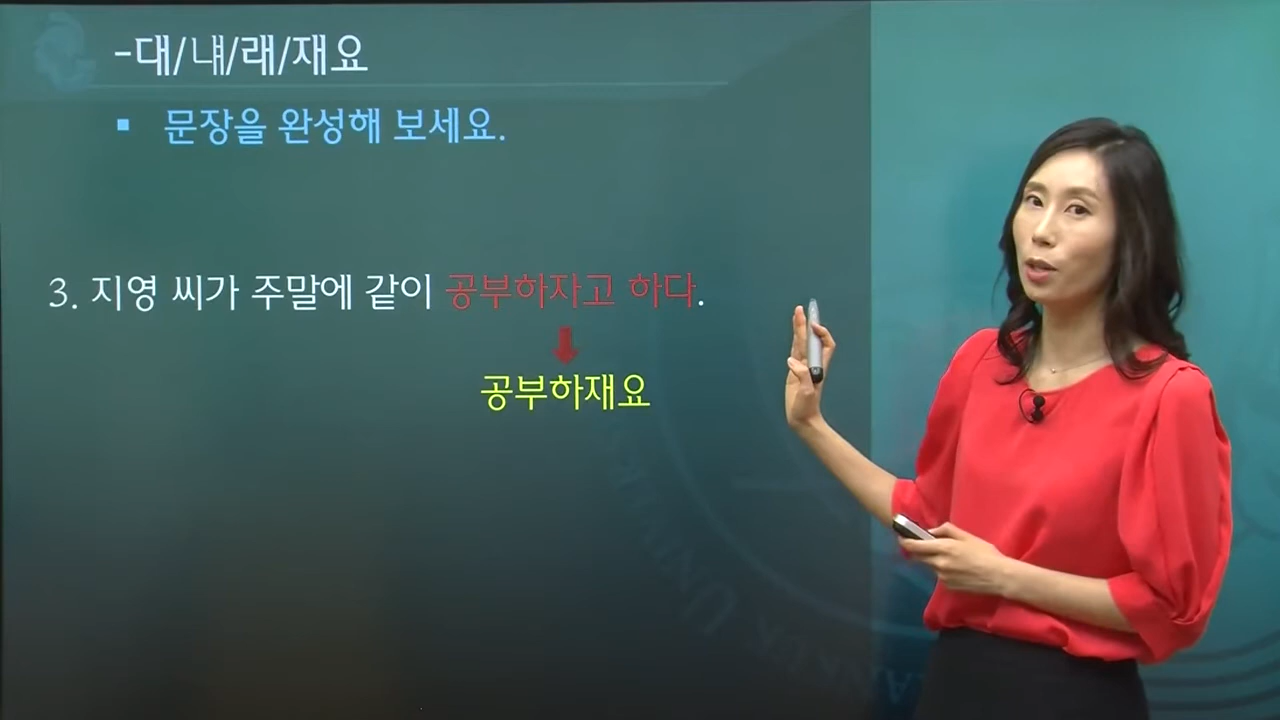 -대/냬/래/재요
▪ 문장을 완성해 보세요.
3. 지영 씨가 주말에 같이 공부하자고 하다.
공부하재요